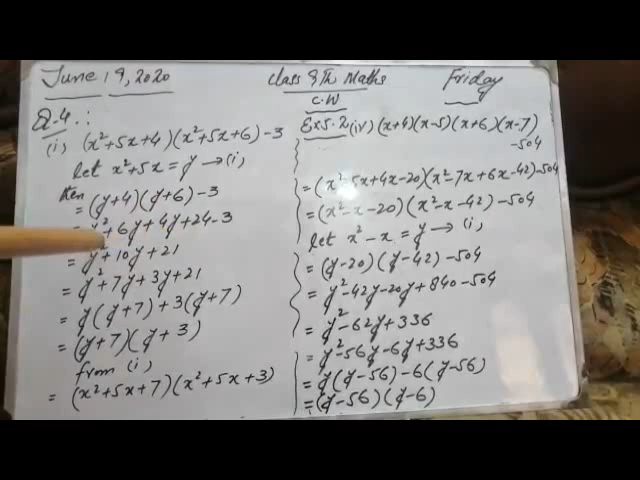 June 19, 2020 Class 9th Maths Friday
C.W
Q.4 :
(i) (x²+5x+4)(x²+5x+6)-3
let x²+5x = y → (i)
then
= (y+4)(y+6)-3
= y²+6y+4y+24-3
= y²+10y+21
= y²+7y+3y+21
= y(y+7)+3(y+7)
= (y+7)(y+3)
from (i)
= (x²+5x+7)(x²+5x+3)
Ex5.2 (iv) (x+4)(x-5)(x+6)(x-7)
-504
= (x²-5x+4x-20)(x²-7x+6x-42)-504
= (x²-x-20)(x²-x-42)-504
let x²-x = y → (i)
= (y-20)(y-42)-504
= y²-42y-20y+840-504
= y²-62y+336
= y²-56y-6y+336
= y(y-56)-6(y-56)
= (y-56)(y-6)